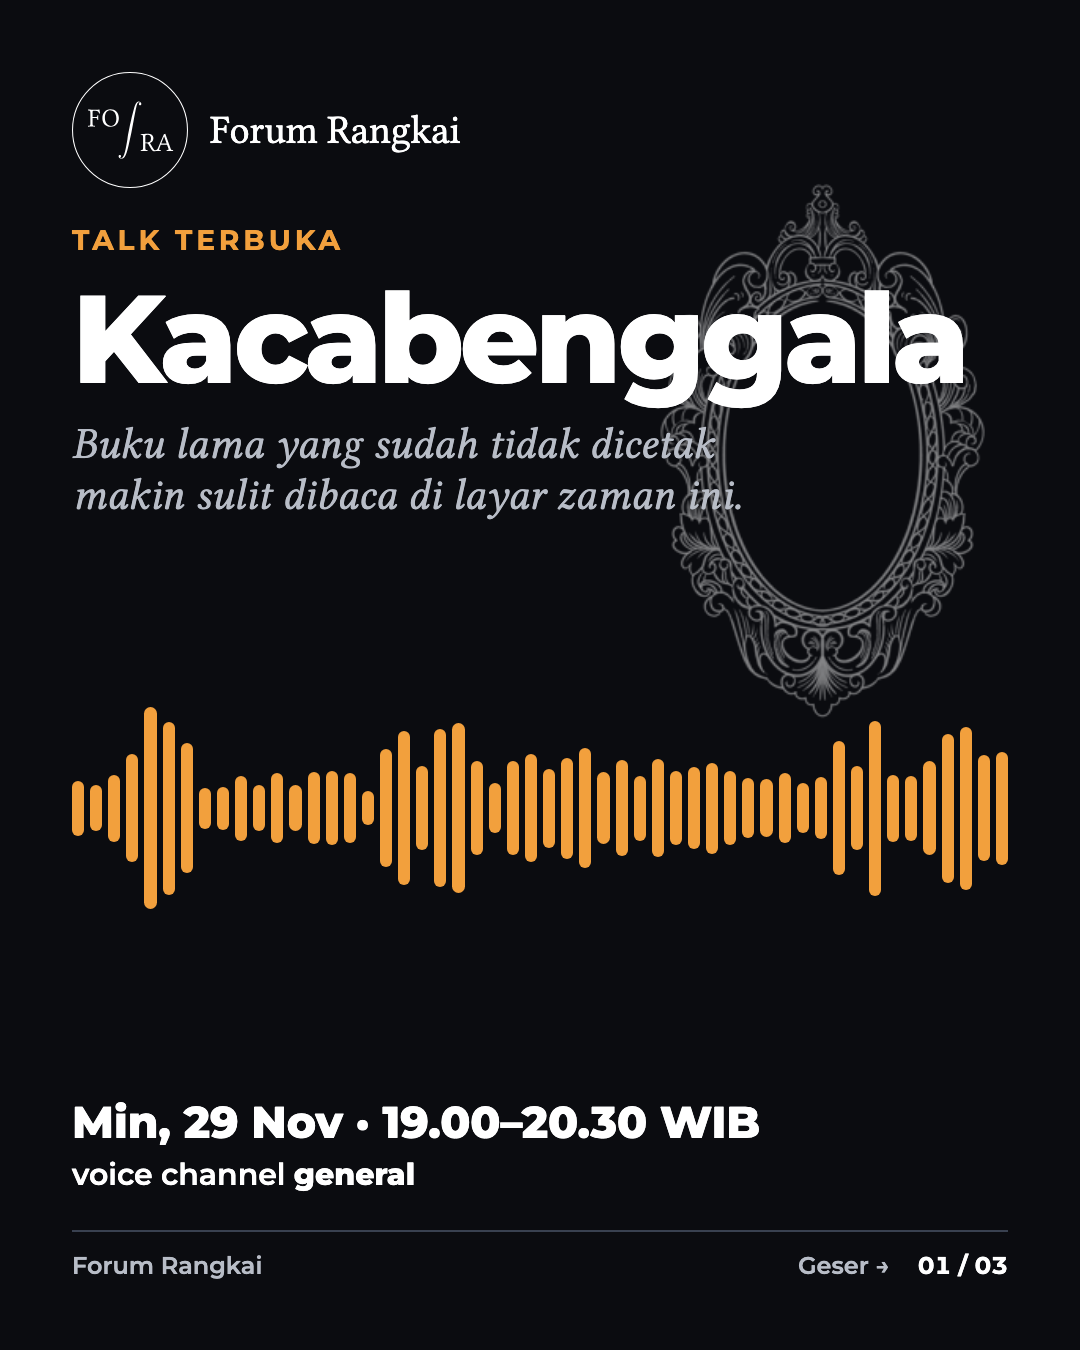 FO
RA
Forum Rangkai
TALK TERBUKA
Kacabenggala
Buku lama yang sudah tidak dicetak
makin sulit dibaca di layar zaman ini.
Min, 29 Nov • 19.00–20.30 WIB
voice channel general
Forum Rangkai
Geser → 01 / 03